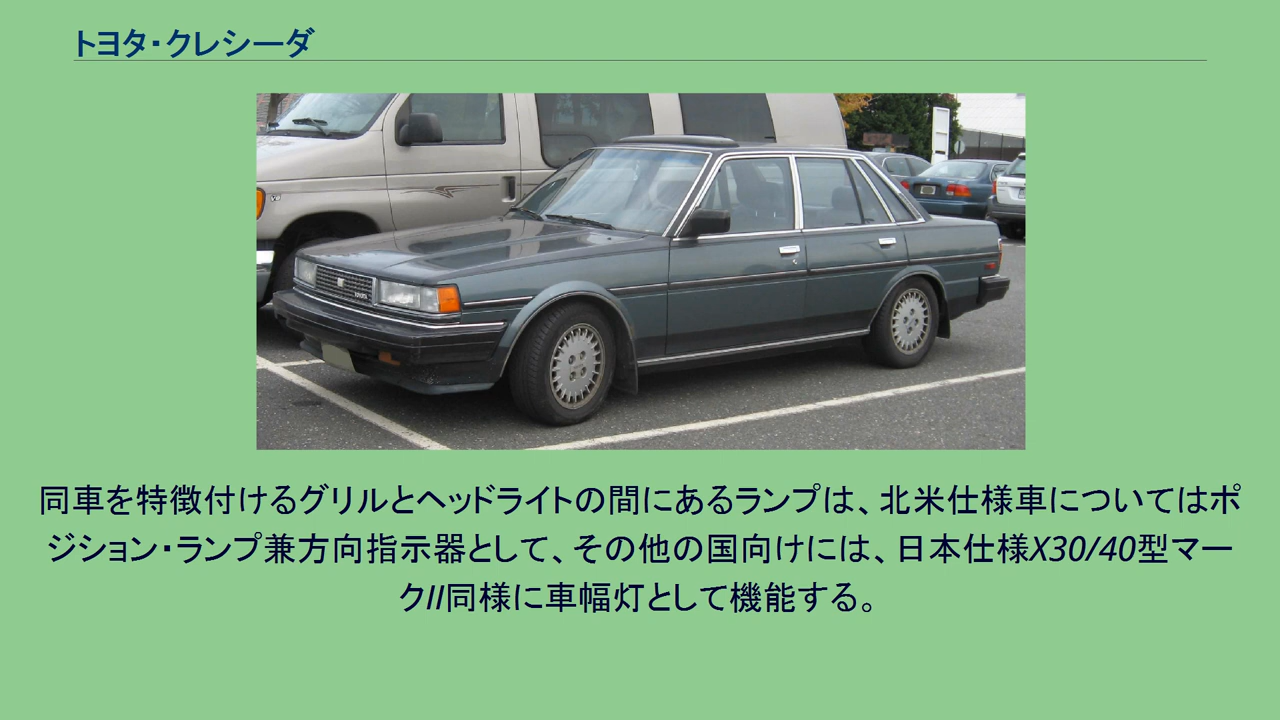 トヨタ・クレシーダ
同車を特徴付けるグリルとヘッドライトの間にあるランプは、北米仕様車についてはポ
ジション・ランプ兼方向指示器として、その他の国向けには、日本仕様X30/40型マー
クII同様に車幅灯として機能する。